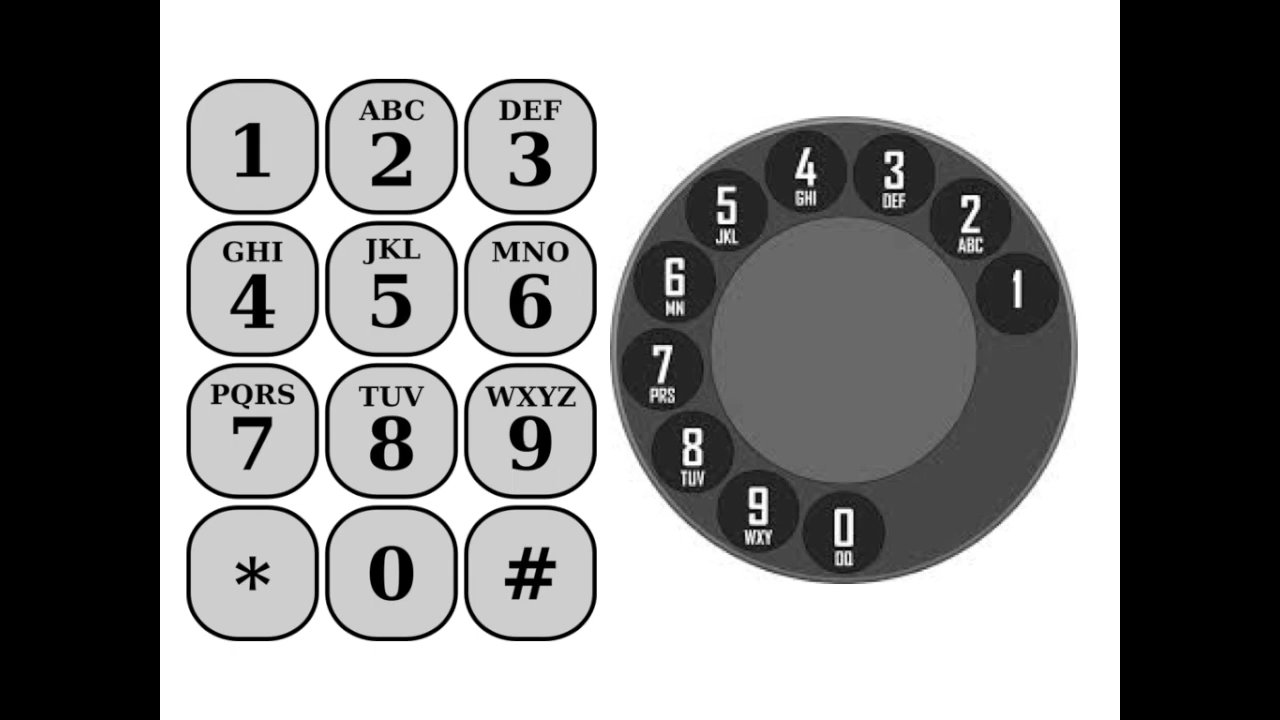 1
ABC
2
DEF
3
GHI
4
JKL
5
MNO
6
PQRS
7
TUV
8
WXYZ
9
*
0
#
4
GHI
3
DEF
5
JKL
2
ABC
6
MN
1
7
PRS
8
TUV
9
WXY
0
OQ